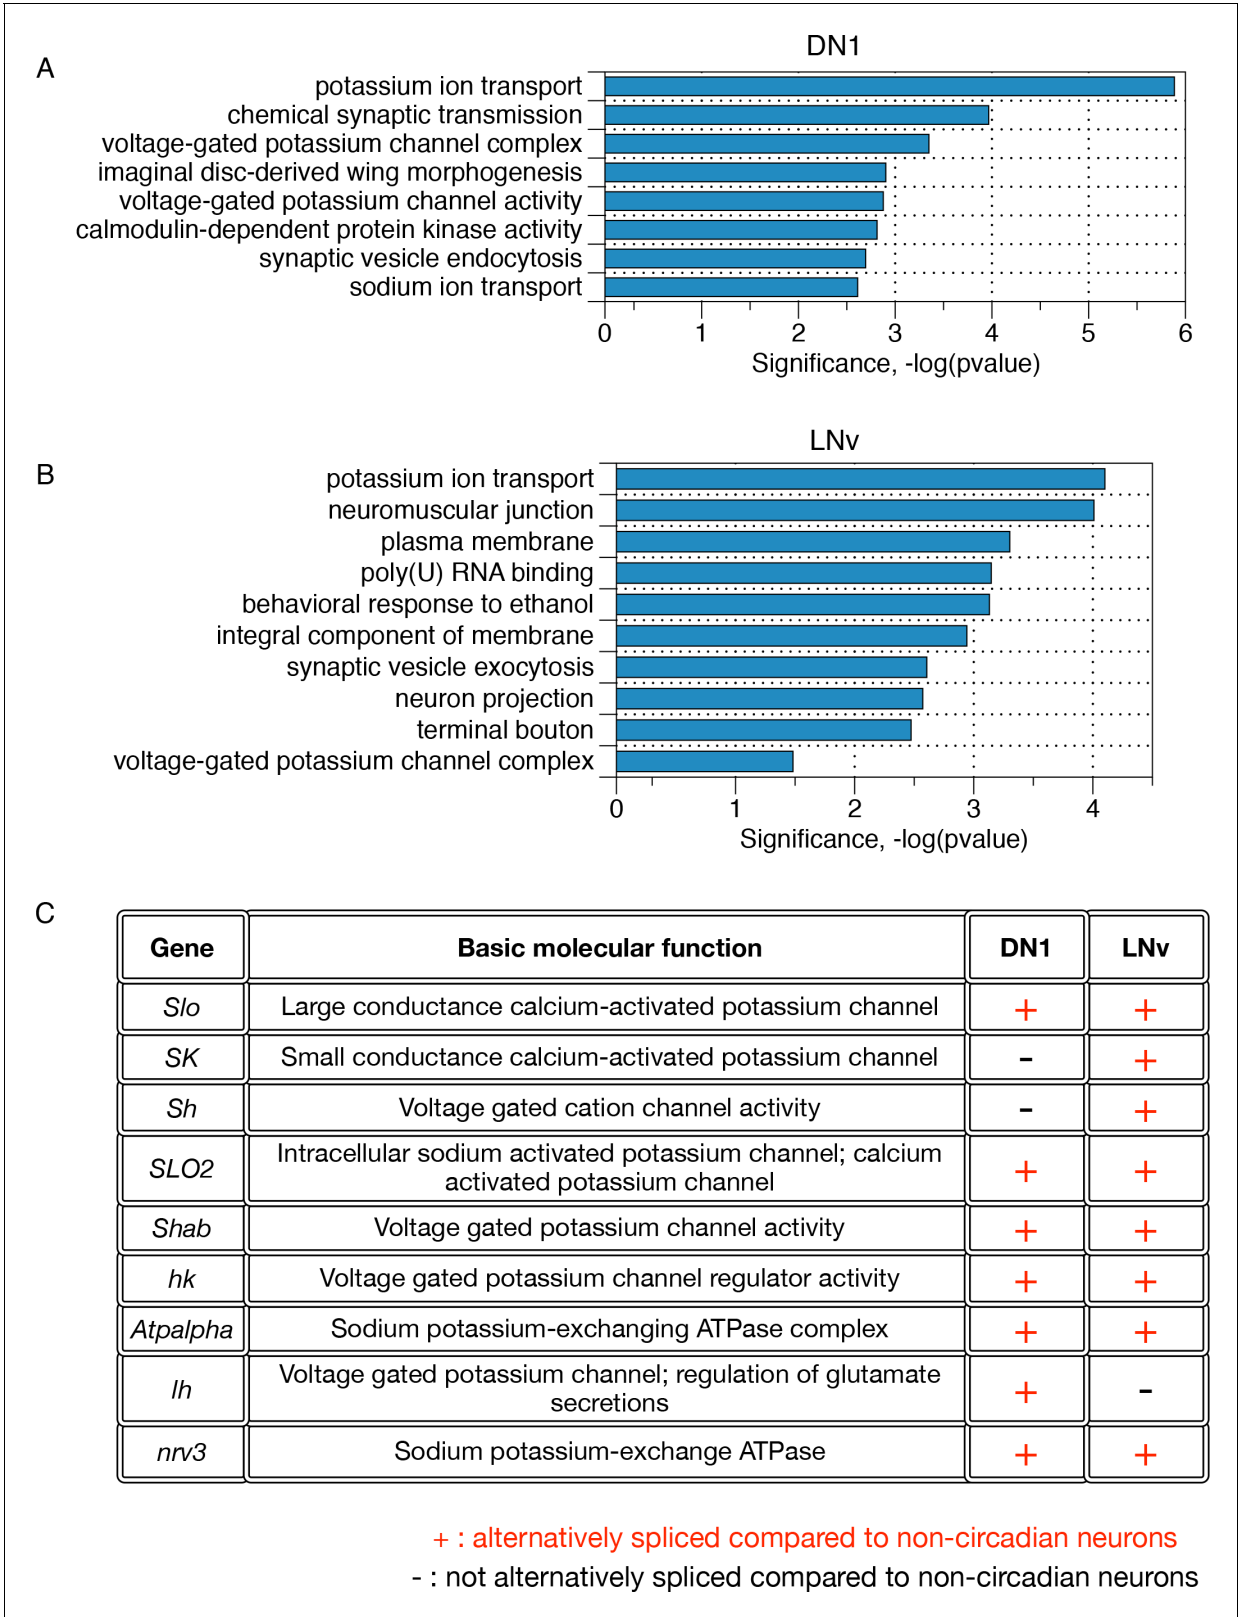 A
DN1
potassium ion transport
chemical synaptic transmission
voltage-gated potassium channel complex
imaginal disc-derived wing morphogenesis
voltage-gated potassium channel activity
calmodulin-dependent protein kinase activity
synaptic vesicle endocytosis
sodium ion transport
0 1 2 3 4 5 6
Significance, -log(pvalue)
B
LNv
potassium ion transport
neuromuscular junction
plasma membrane
poly(U) RNA binding
behavioral response to ethanol
integral component of membrane
synaptic vesicle exocytosis
neuron projection
terminal bouton
voltage-gated potassium channel complex
0 1 2 3 4
Significance, -log(pvalue)
C
Gene Basic molecular function DN1 LNv
Slo Large conductance calcium-activated potassium channel + +
SK Small conductance calcium-activated potassium channel - +
Sh Voltage gated cation channel activity - +
SLO2 Intracellular sodium activated potassium channel; calcium
activated potassium channel + +
Shab Voltage gated potassium channel activity + +
hk Voltage gated potassium channel regulator activity + +
Atpalpha Sodium potassium-exchanging ATPase complex + +
Ih Voltage gated potassium channel; regulation of glutamate
secretions + -
nrv3 Sodium potassium-exchange ATPase + +
+ : alternatively spliced compared to non-circadian neurons
- : not alternatively spliced compared to non-circadian neurons